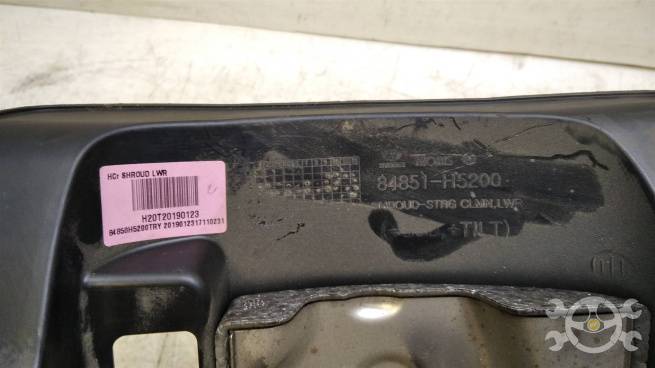 HCr SHROUD LWR
H20T20190123
84850H5200TRY 2019012317110231
84851-H5200
SHROUD-STRG CLMN,LWR
+TILT)